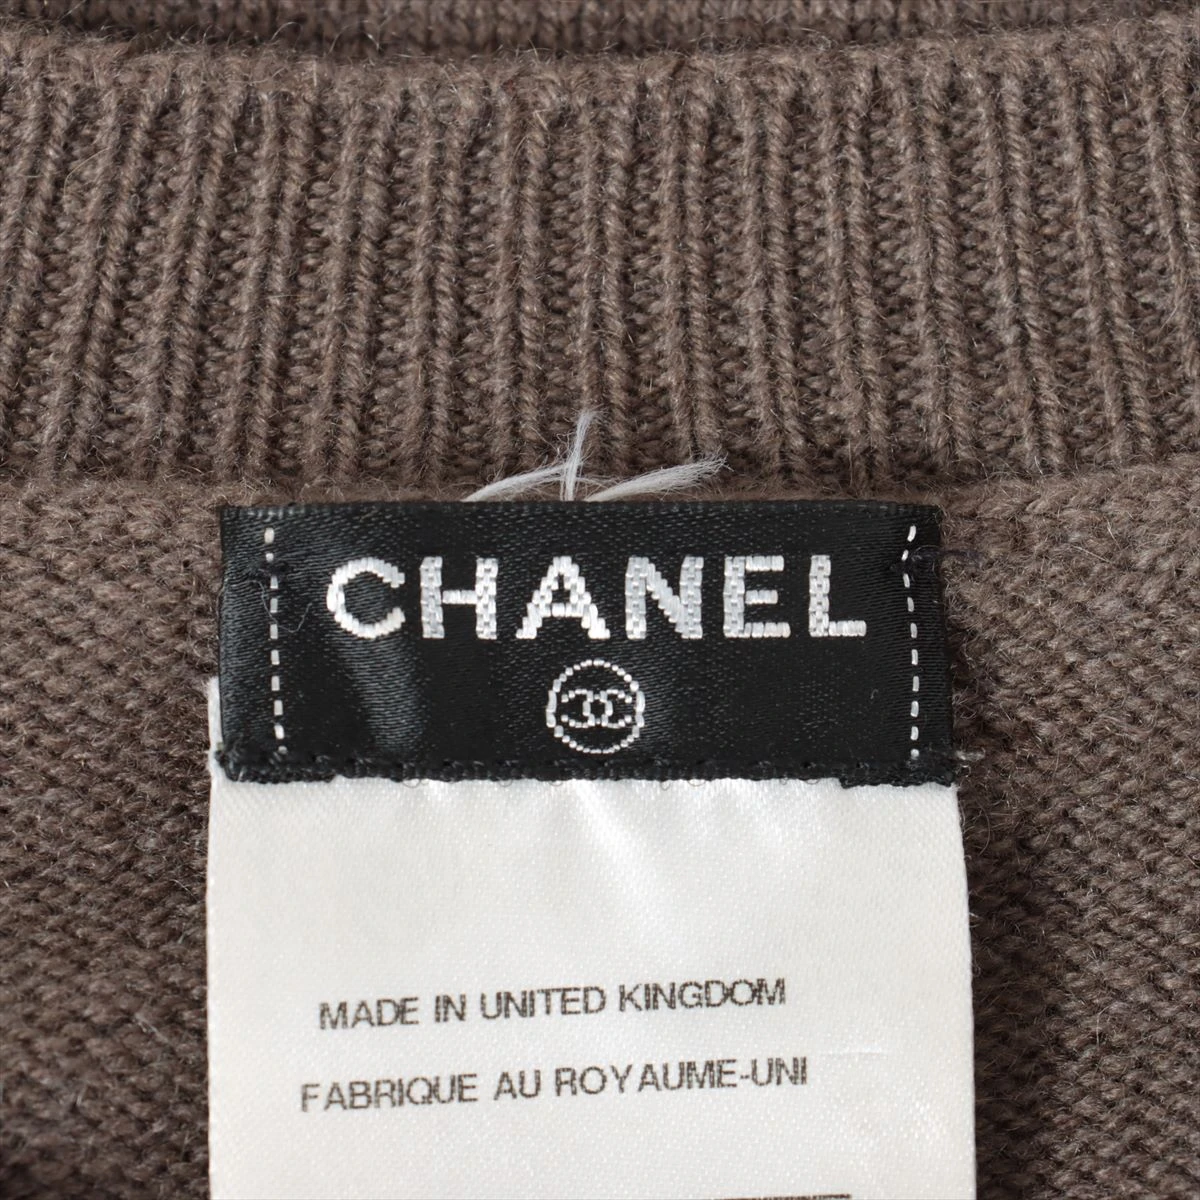 CHANEL
MADE IN UNITED KINGDOM
FABRIQUE AU ROYAUME-UNI